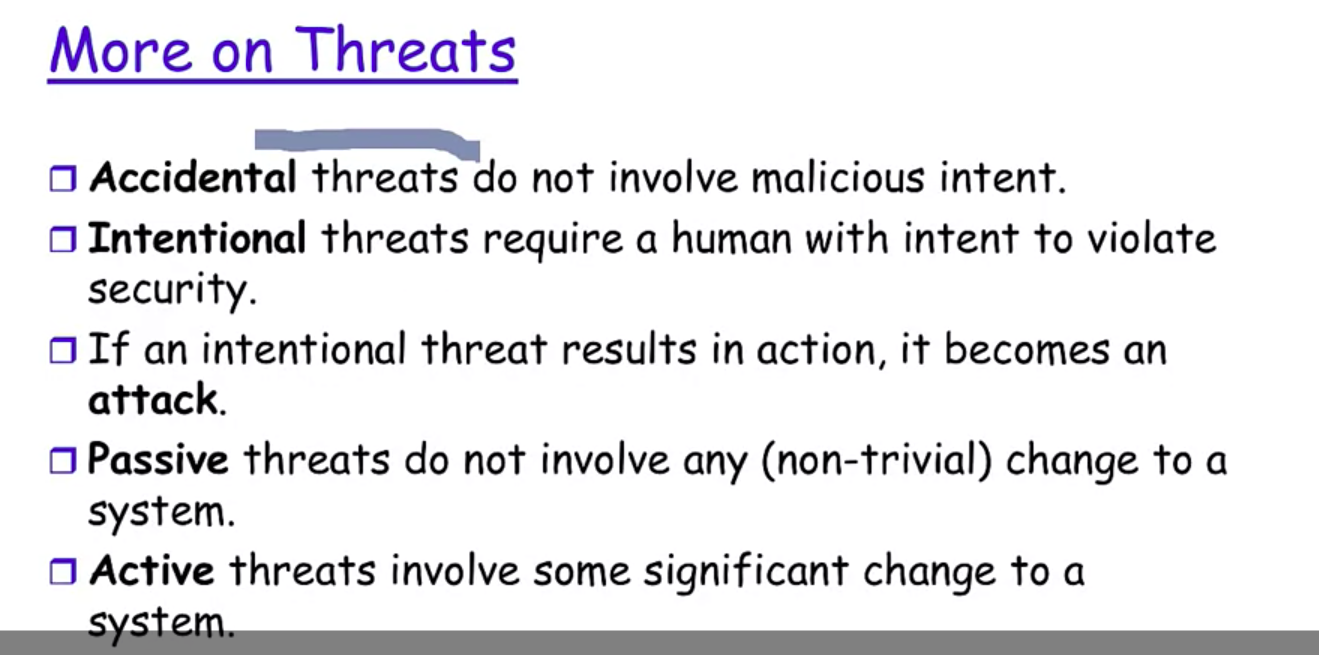 More on Threats
Accidental threats do not involve malicious intent.
Intentional threats require a human with intent to violate
security.
If an intentional threat results in action, it becomes an
attack.
Passive threats do not involve any (non-trivial) change to a
system.
Active threats involve some significant change to a
system.